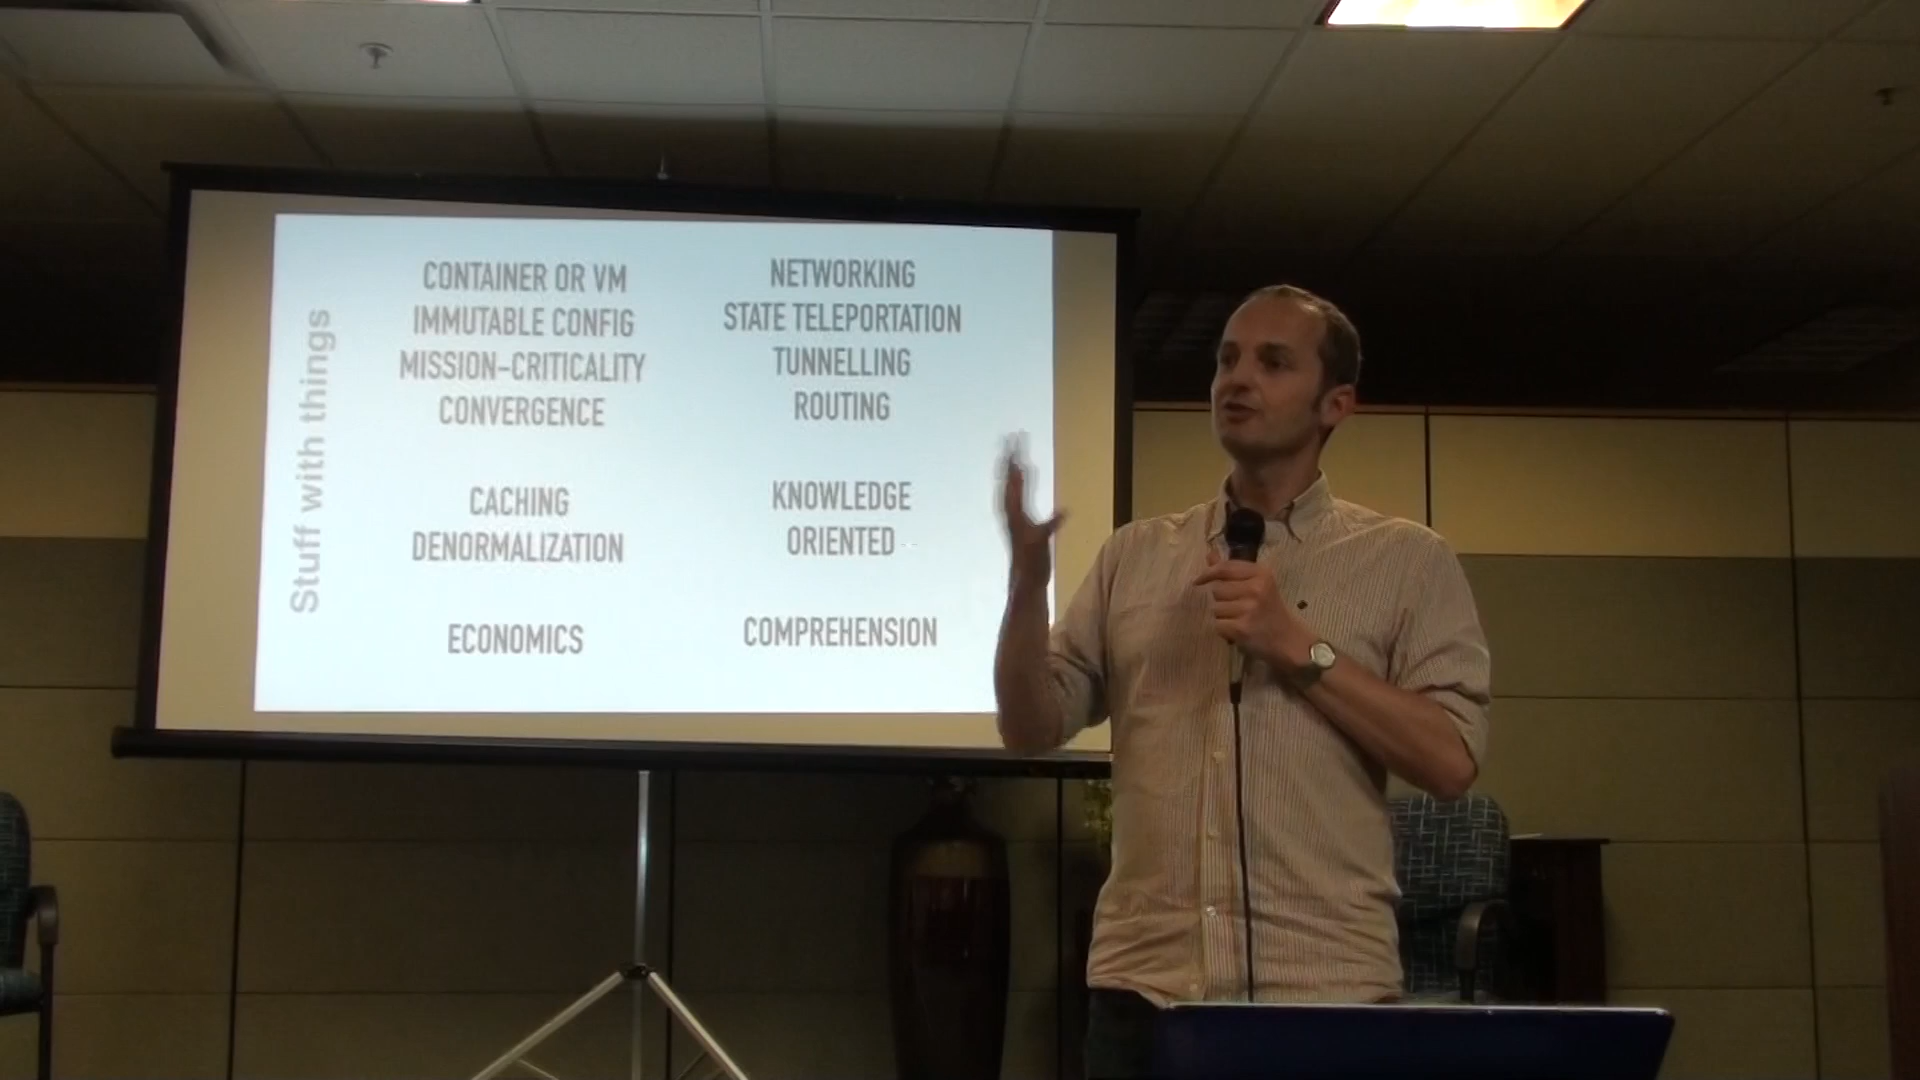 Stuff with things
CONTAINER OR VM
IMMUTABLE CONFIG
MISSION-CRITICALITY
CONVERGENCE
CACHING
DENORMALIZATION
ECONOMICS
NETWORKING
STATE TELEPORTATION
TUNNELLING
ROUTING
KNOWLEDGE
ORIENTED
COMPREHENSION